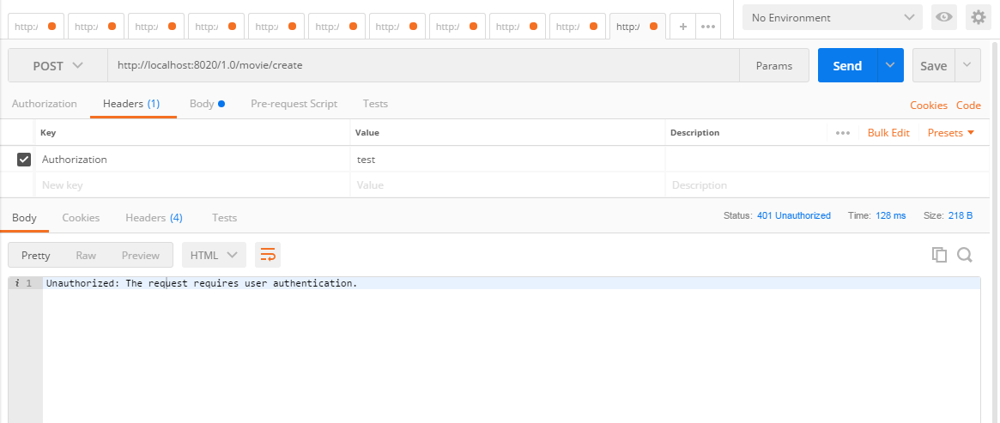 http:/ http:/ http:/ http:/ http:/ http:/ http:/ http:/ http:/ http:/ http:/ + ••• No Environment
POST http://localhost:8020/1.0/movie/create Params Send Save
Authorization Headers (1) Body Pre-request Script Tests Cookies Code
Key Value Description ••• Bulk Edit Presets
Authorization test
New key Value Description
Body Cookies Headers (4) Tests Status: 401 Unauthorized Time: 128 ms Size: 218 B
Pretty Raw Preview HTML
i 1 Unauthorized: The request requires user authentication.